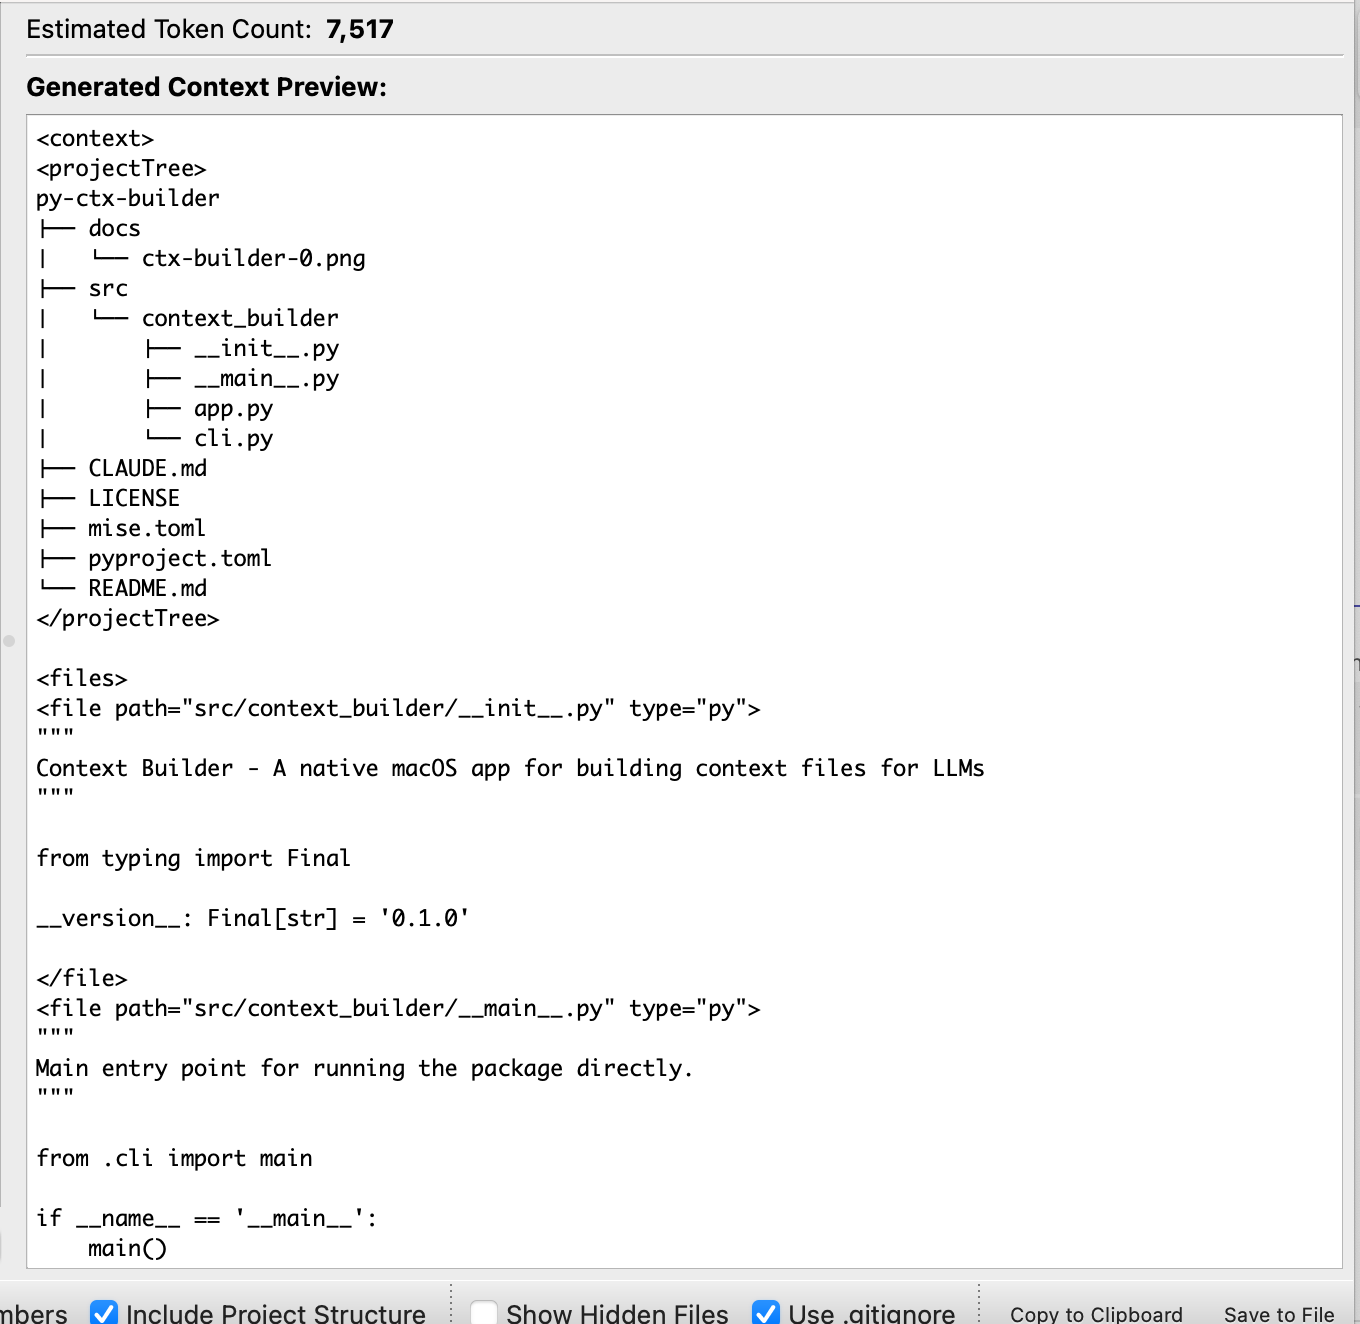 Estimated Token Count: 7,517
Generated Context Preview:
<context>
<projectTree>
py-ctx-builder
├── docs
│   └── ctx-builder-0.png
├── src
│   └── context_builder
│       ├── __init__.py
│       ├── __main__.py
│       ├── app.py
│       └── cli.py
├── CLAUDE.md
├── LICENSE
├── mise.toml
├── pyproject.toml
└── README.md
</projectTree>

<files>
<file path="src/context_builder/__init__.py" type="py">
"""
Context Builder - A native macOS app for building context files for LLMs
"""

from typing import Final

__version__: Final[str] = '0.1.0'

</file>
<file path="src/context_builder/__main__.py" type="py">
"""
Main entry point for running the package directly.
"""

from .cli import main

if __name__ == '__main__':
    main()
Include Project Structure Show Hidden Files Use .gitignore Copy to Clipboard Save to File